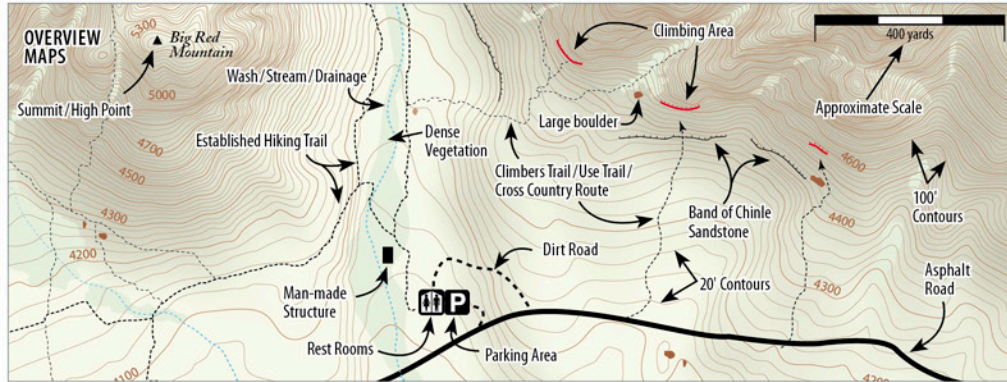 OVERVIEW
MAPS
5300
Big Red
Mountain
5000
Summit / High Point
4700
4500
4300
4200
4100
Wash / Stream / Drainage
Established Hiking Trail
Dense
Vegetation
Man-made
Structure
Rest Rooms
P
Parking Area
Dirt Road
Climbers Trail / Use Trail /
Cross Country Route
Climbing Area
Large boulder
Band of Chinle
Sandstone
20' Contours
400 yards
Approximate Scale
4600
4400
4300
4200
100'
Contours
Asphalt
Road